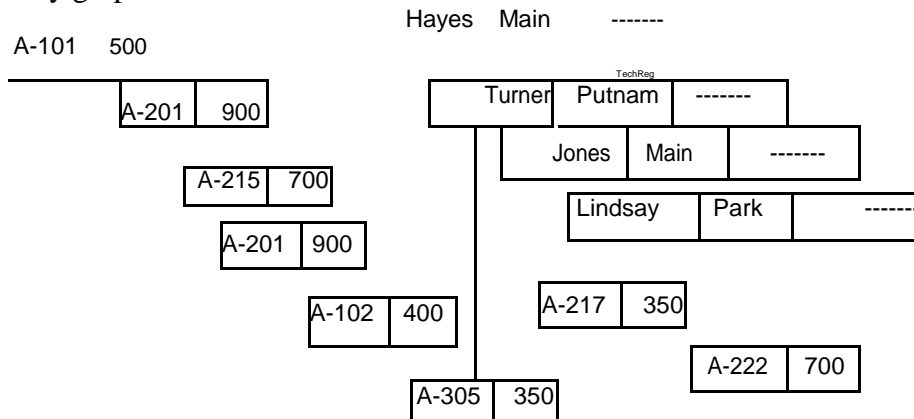 Hayes Main -------
A-101 500
TechReg
Turner Putnam -------
A-201 900
Jones Main -------
A-215 700
Lindsay Park -------
A-201 900
A-102 400
A-217 350
A-222 700
A-305 350